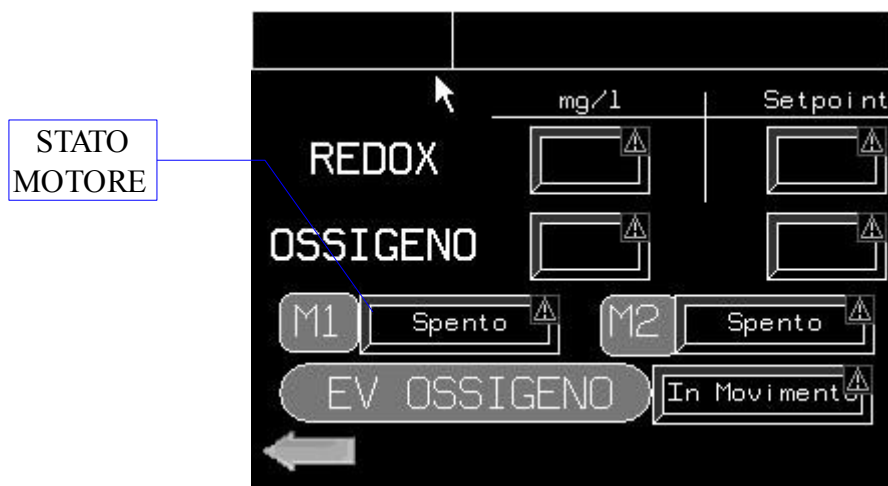 STATO
MOTORE
mg/l Setpoint
REDOX
OSSIGENO
M1 Spento M2 Spento
EV OSSIGENO In Movimento